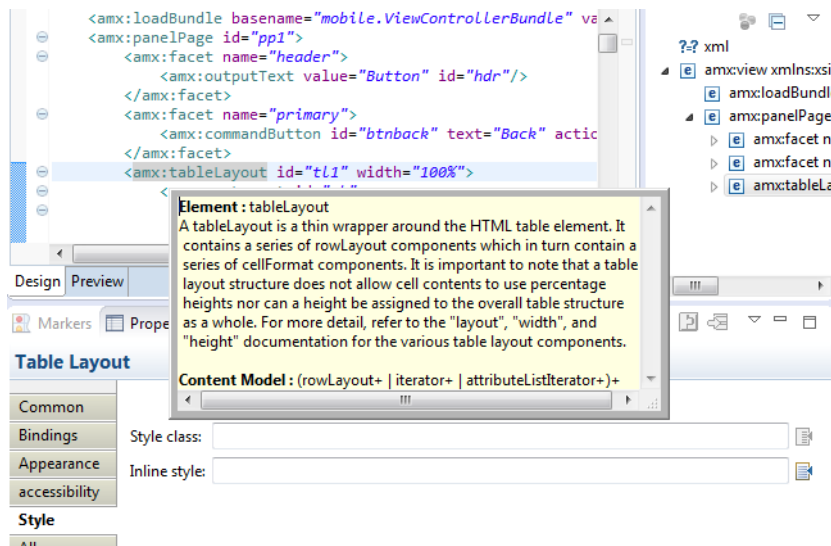 <amx:loadBundle basename="mobile.ViewControllerBundle" va
<amx:panelPage id="pp1">
<amx:facet name="header">
<amx:outputText value="Button" id="hdr"/>
</amx:facet>
<amx:facet name="primary">
<amx:commandButton id="btnback" text="Back" actic
</amx:facet>
<amx:tableLayout id="tl1" width="100%">
<
?=? xml
e amx:view xmlns:xsi
e amx:loadBundl
e amx:panelPage
e amx:facet n
e amx:facet n
e amx:tableLa
Element : tableLayout
A tableLayout is a thin wrapper around the HTML table element. It
contains a series of rowLayout components which in turn contain a
series of cellFormat components. It is important to note that a table
layout structure does not allow cell contents to use percentage
heights nor can a height be assigned to the overall table structure
as a whole. For more detail, refer to the "layout", "width", and
"height" documentation for the various table layout components.
Content Model : (rowLayout+ | iterator+ | attributeListIterator+)+
Design Preview
Markers Prope
Table Layout
Common
Bindings
Appearance
accessibility
Style
Style class:
Inline style: